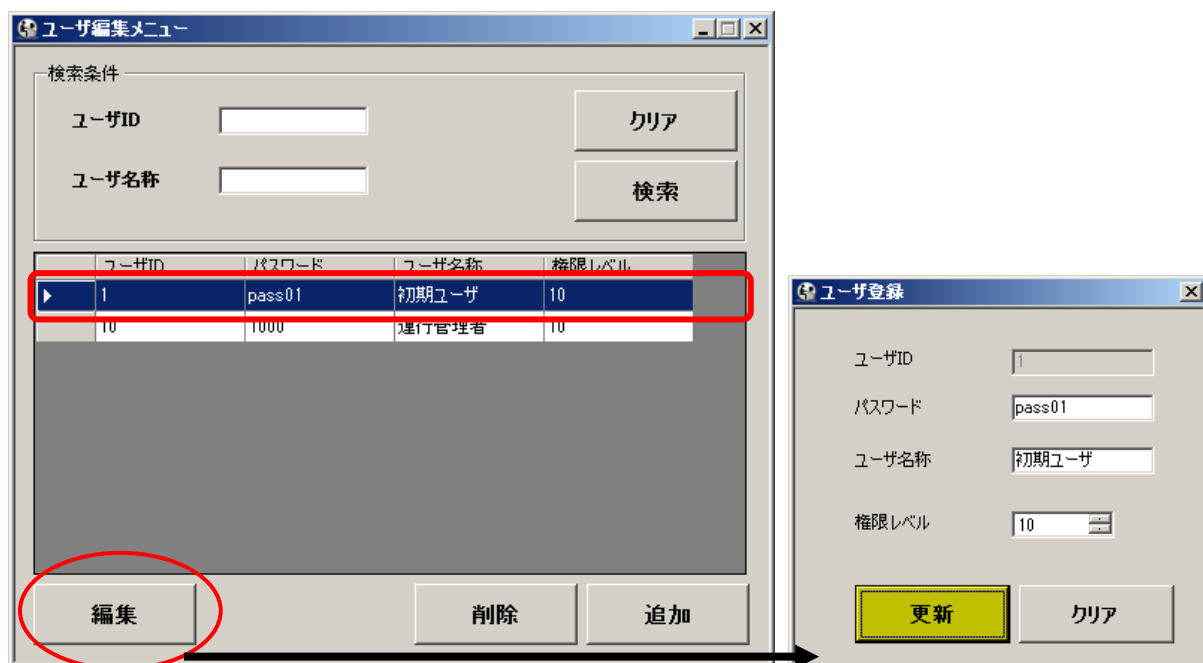 ユーザ編集メニュー
検索条件
ユーザID
クリア
ユーザ名称
検索
ユーザID パスワード ユーザ名称 権限レベル
1 pass01 初期ユーザ 10
10 1000 運行管理者 10
編集 削除 追加
ユーザ登録
ユーザID 1
パスワード pass01
ユーザ名称 初期ユーザ
権限レベル 10
更新 クリア